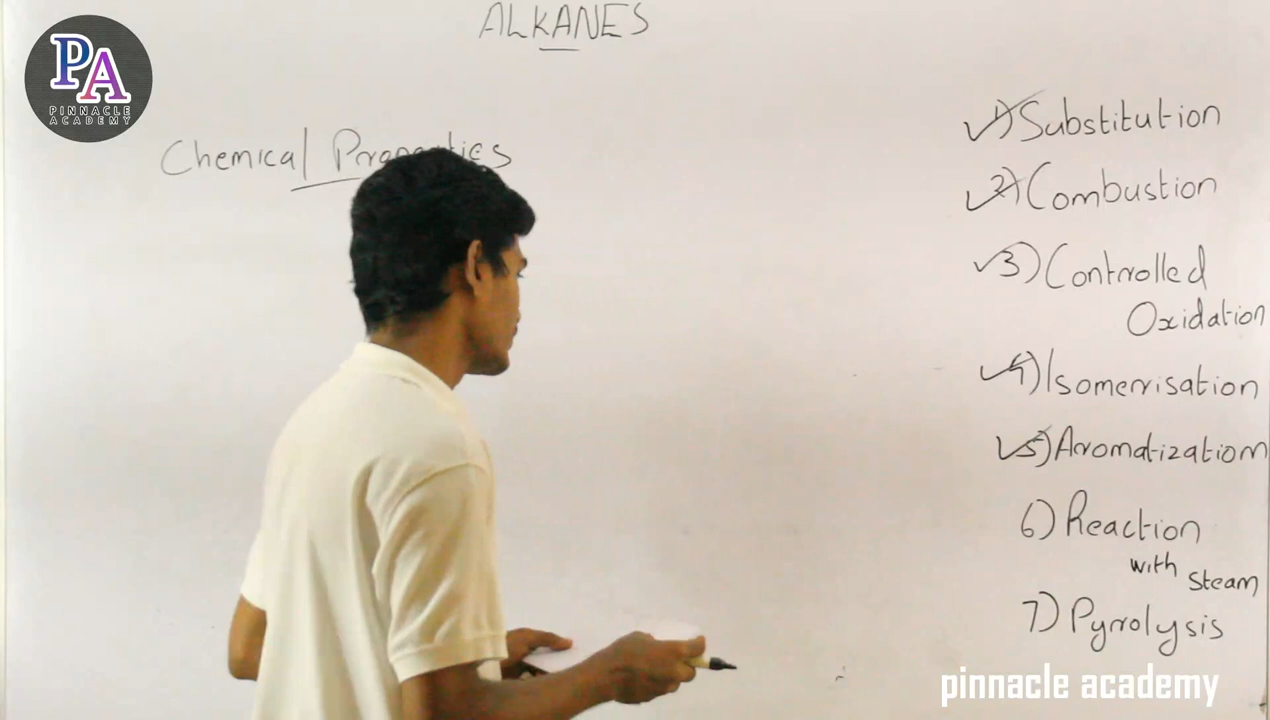 ALKANES
PA
PINNACLE
ACADEMY
Chemical Properties
1) Substitution
2) Combustion
3) Controlled
Oxidation
4) Isomerisation
5) Aromatization
6) Reaction
with Steam
7) Pyrolysis
pinnacle academy